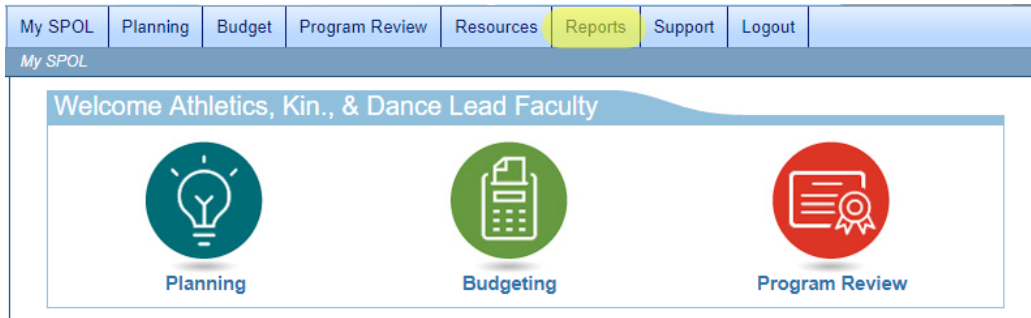 My SPOL Planning Budget Program Review Resources Reports Support Logout
My SPOL
Welcome Athletics, Kin., & Dance Lead Faculty
Planning Budgeting Program Review